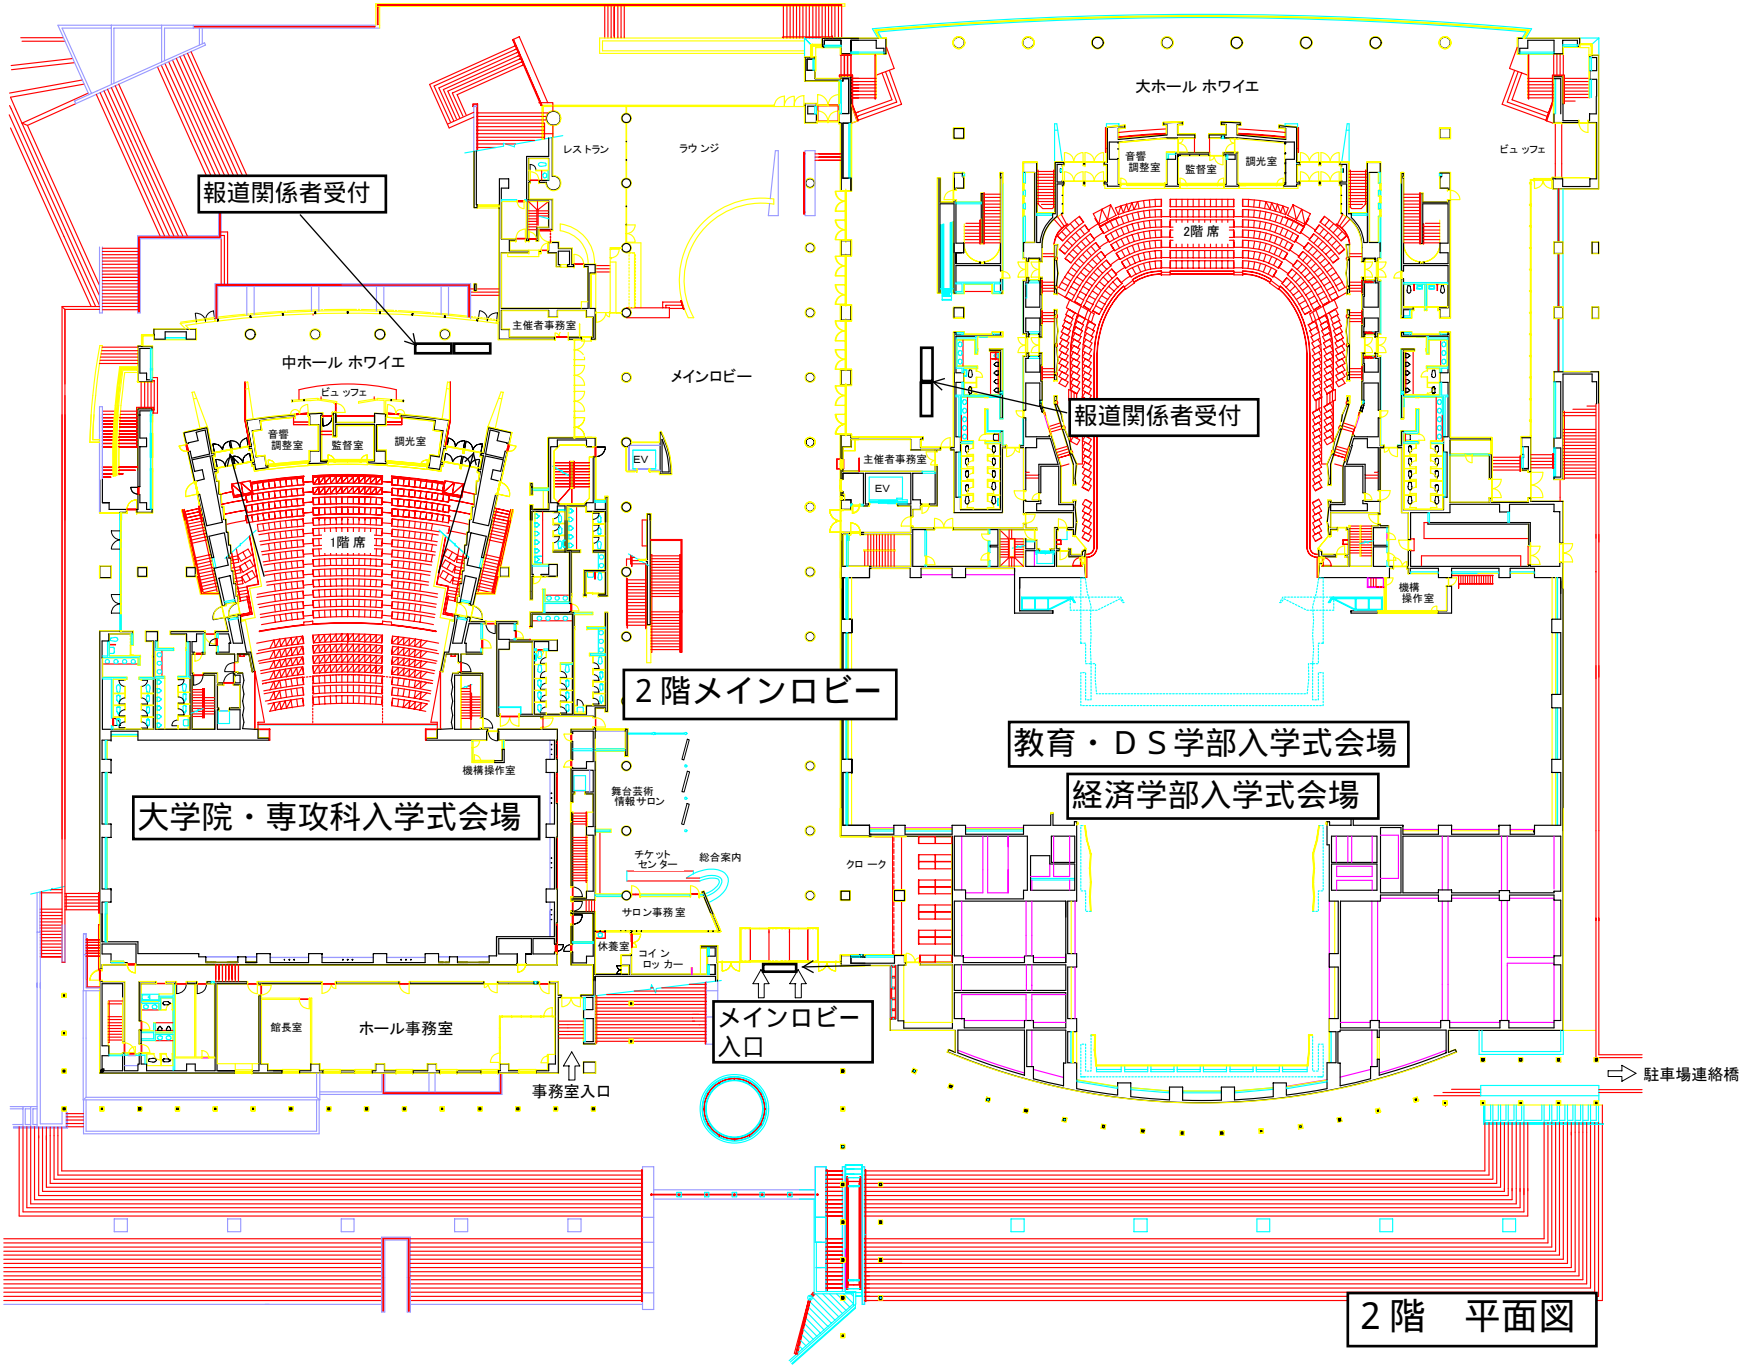 大ホール ホワイエ
レストラン
ラウンジ
音響
調整室
監督室
調光室
ビュッフェ
報道関係者受付
2階席
主催者事務室
中ホール ホワイエ
メインロビー
ビュッフェ
報道関係者受付
音響
調整室
監督室
調光室
EV
主催者事務室
EV
1階席
機構
操作室
2階メインロビー
教育・DS学部入学式会場
機構操作室
経済学部入学式会場
舞台芸術
情報サロン
大学院・専攻科入学式会場
チケット
センター
総合案内
クローク
サロン事務室
休養室
コイン
ロッカー
館長室
ホール事務室
メインロビー
入口
駐車場連絡橋
事務室入口
2階 平面図